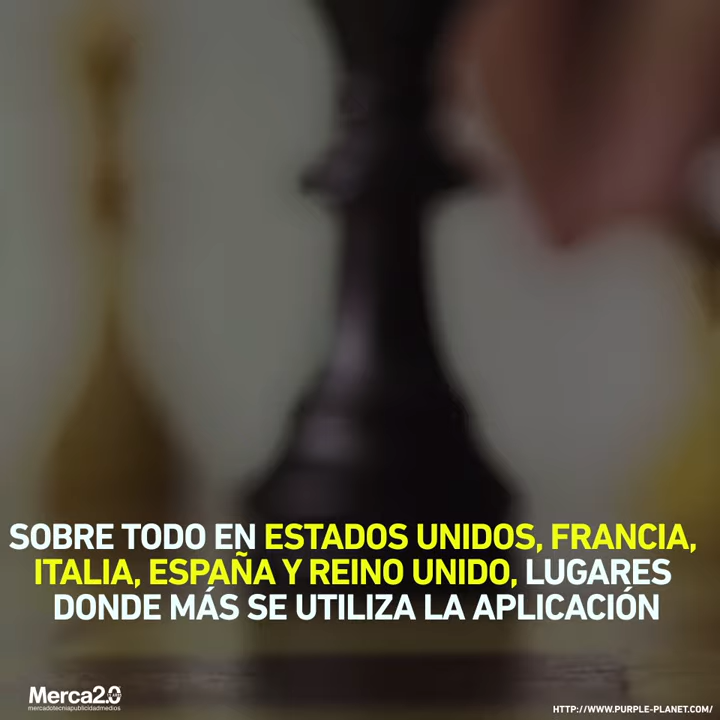 SOBRE TODO EN ESTADOS UNIDOS, FRANCIA,
ITALIA, ESPAÑA Y REINO UNIDO, LUGARES
DONDE MÁS SE UTILIZA LA APLICACIÓN
Merca2.0
mercadotecniapublicidadmedios
HTTP://WWW.PURPLE-PLANET.COM/